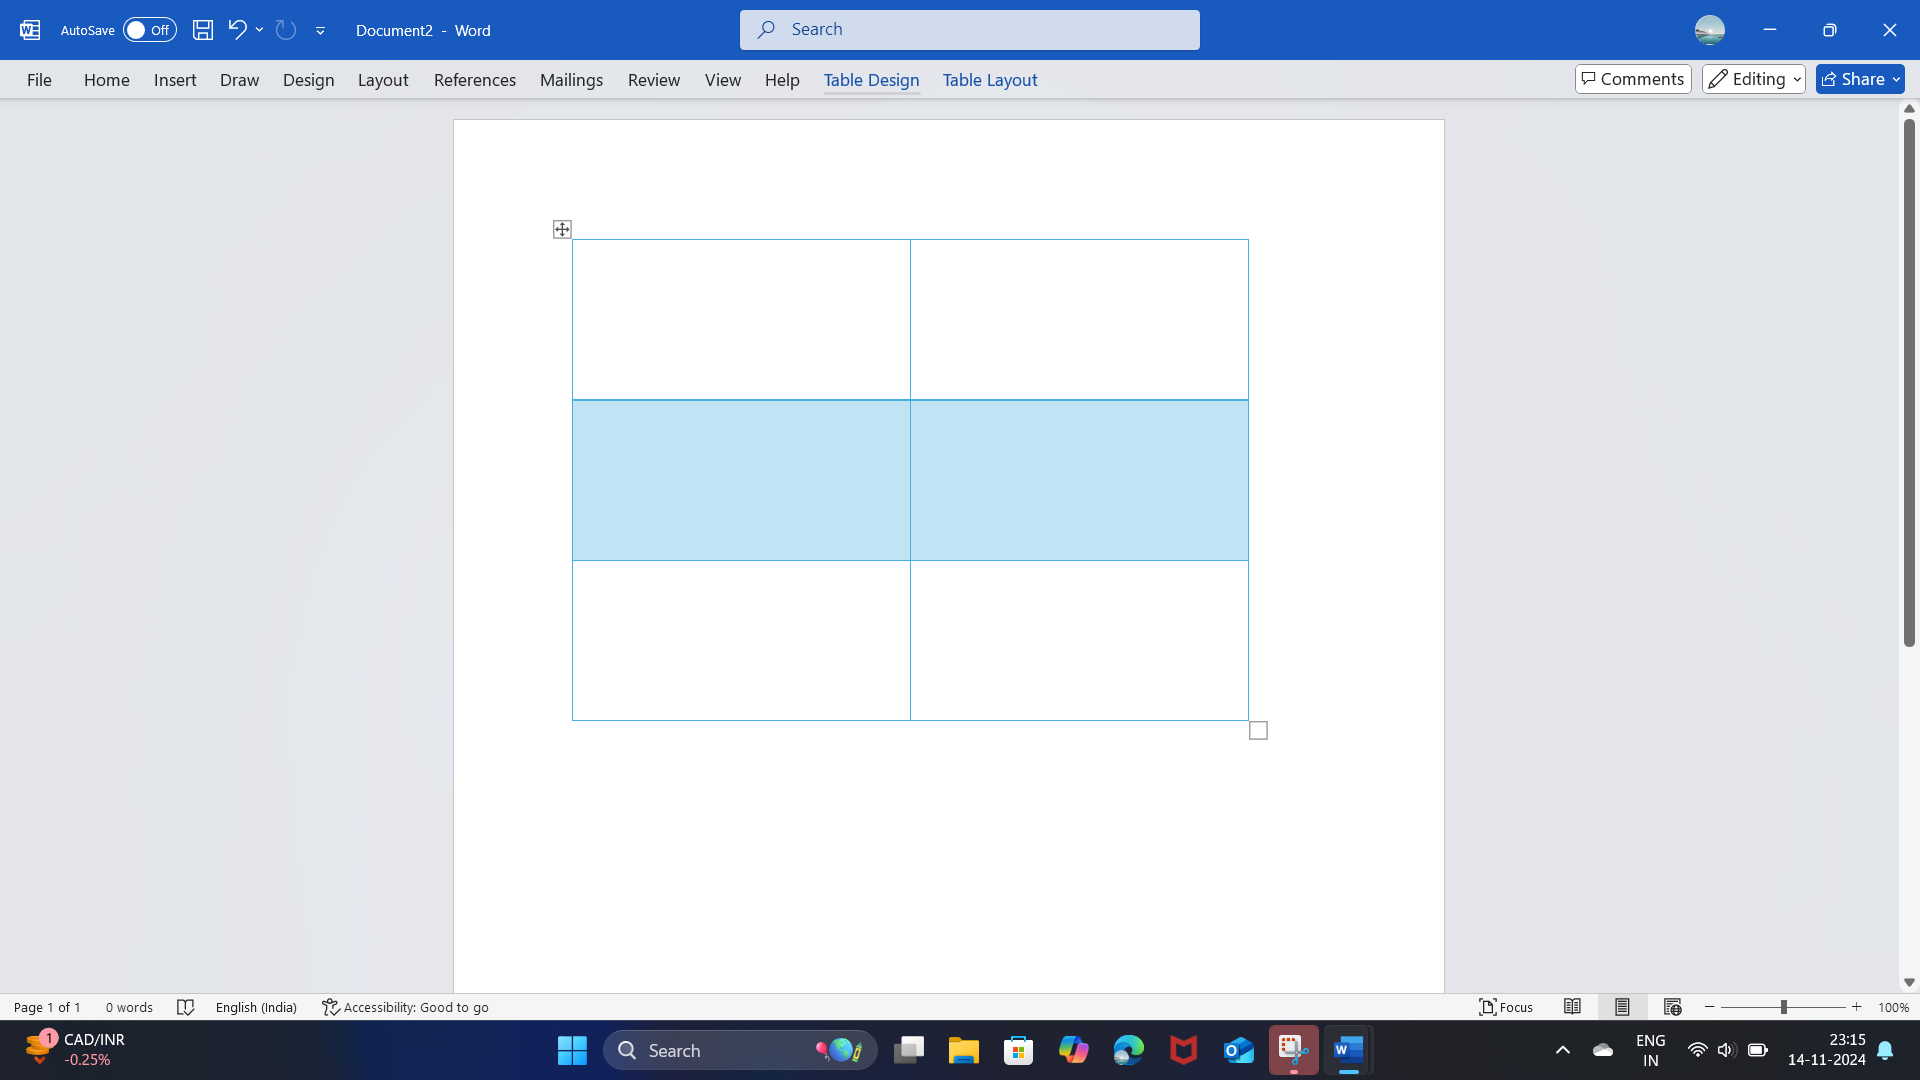 AutoSave Off Document2 - Word Search
File Home Insert Draw Design Layout References Mailings Review View Help Table Design Table Layout Comments Editing Share
Page 1 of 1 0 words English (India) Accessibility: Good to go Focus 100%
1 CAD/INR
-0.25%
Search
ENG
IN
23:15
14-11-2024